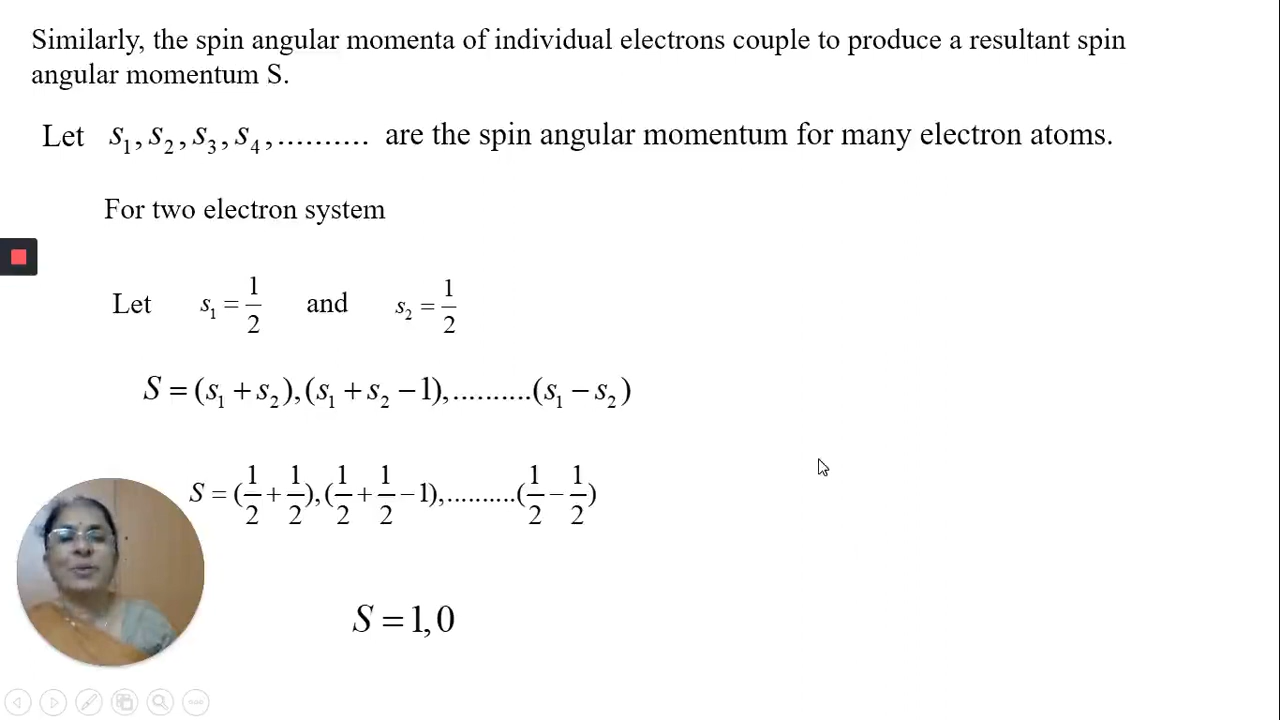 Similarly, the spin angular momenta of individual electrons couple to produce a resultant spin
angular momentum S.
Let s₁, s₂, s₃, s₄, .......... are the spin angular momentum for many electron atoms.
For two electron system
Let s₁ = 1/2 and s₂ = 1/2
S = (s₁ + s₂), (s₁ + s₂ − 1), ..........(s₁ − s₂)
S = (1/2 + 1/2), (1/2 + 1/2 − 1), ..........(1/2 − 1/2)
S = 1, 0